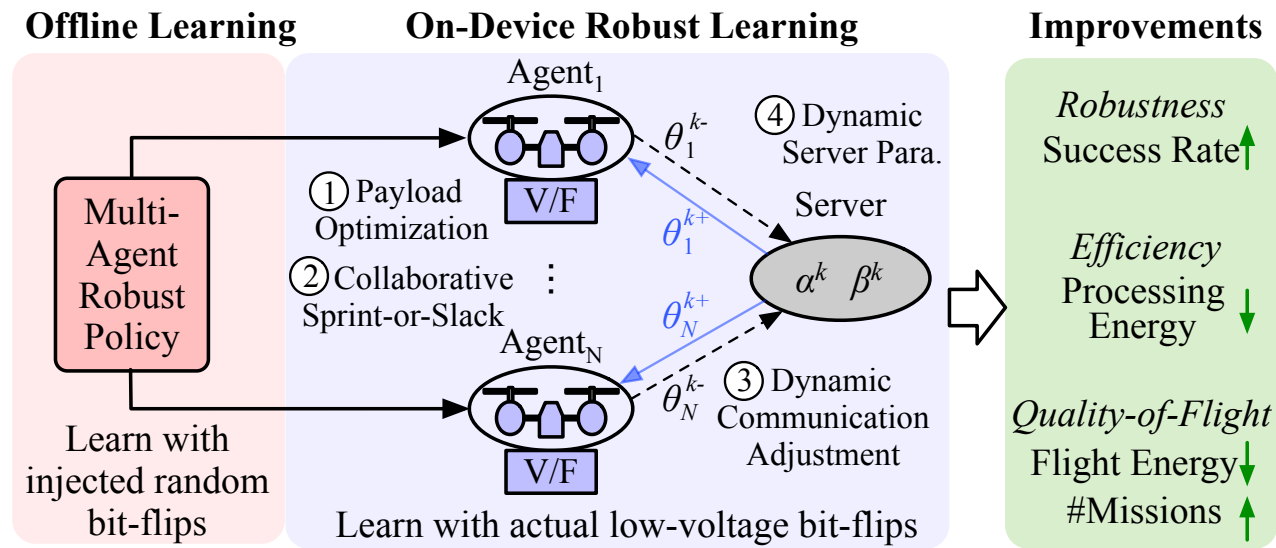 Offline Learning
On-Device Robust Learning
Improvements
Multi-
Agent
Robust
Policy
Learn with
injected random
bit-flips
Agent₁
V/F
① Payload
Optimization
② Collaborative
Sprint-or-Slack
⋮
Agent_N
V/F
θ₁ᵏ⁻
θ₁ᵏ⁺
θ_N^{k+}
θ_N^{k-}
④ Dynamic
Server Para.
Server
αᵏ βᵏ
③ Dynamic
Communication
Adjustment
Learn with actual low-voltage bit-flips
Robustness
Success Rate
Efficiency
Processing
Energy
Quality-of-Flight
Flight Energy
#Missions